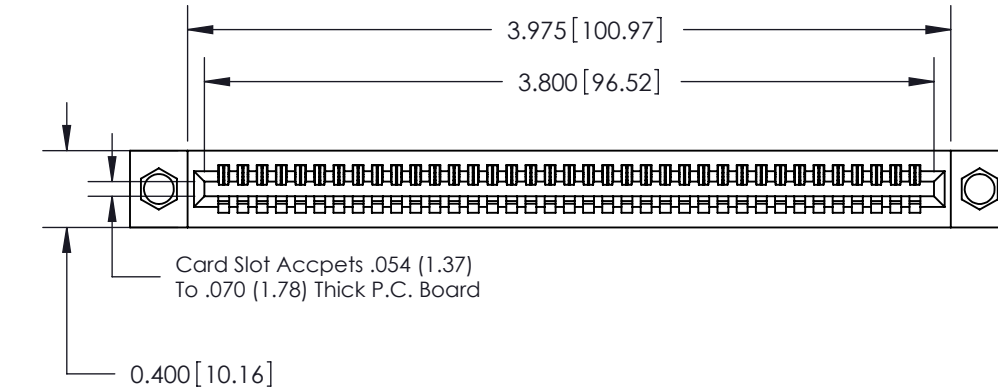 3.975[100.97]
3.800[96.52]
Card Slot Accpets .054 (1.37)
To .070 (1.78) Thick P.C. Board
0.400[10.16]